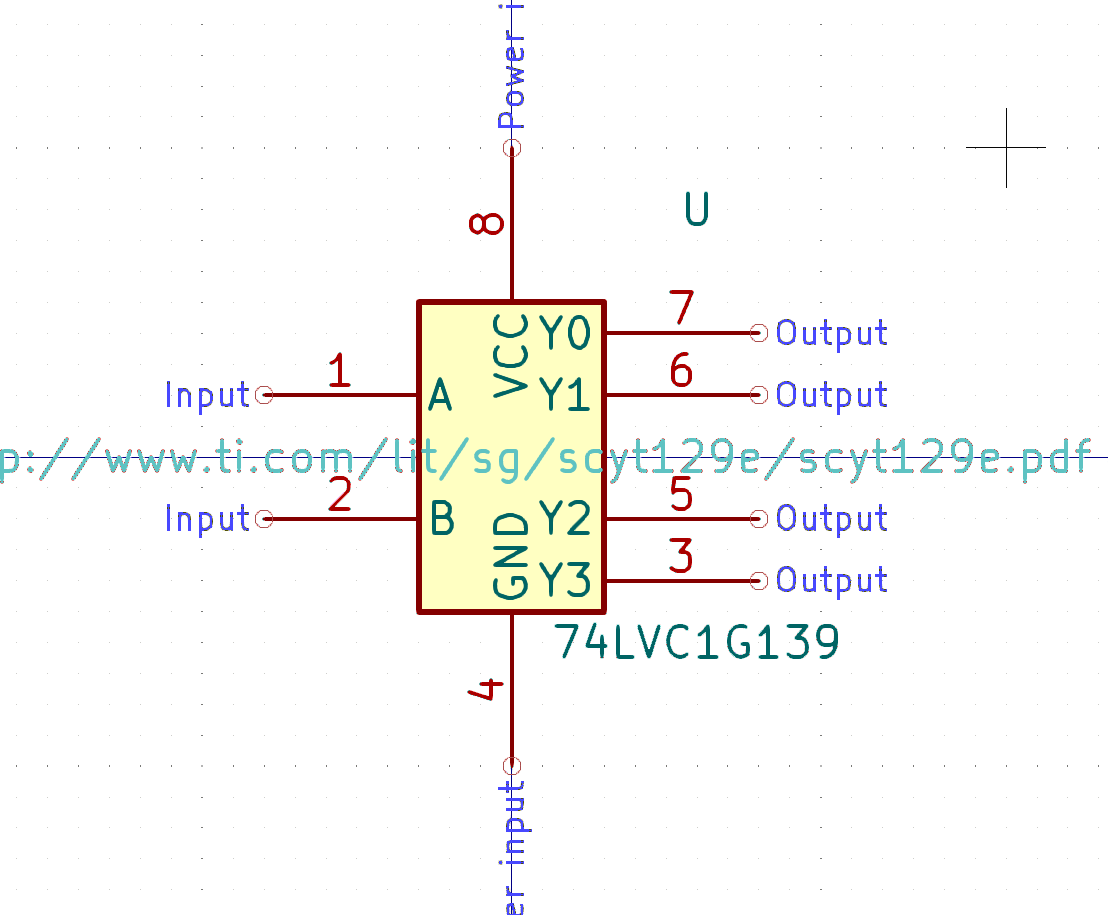 Power i
8
U
VCC
7
Y0
Output
1
Input
A
6
Y1
Output
p://www.ti.com/lit/sg/scyt129e/scyt129e.pdf
2
Input
B
5
Y2
Output
GND
3
Y3
Output
74LVC1G139
4
er input